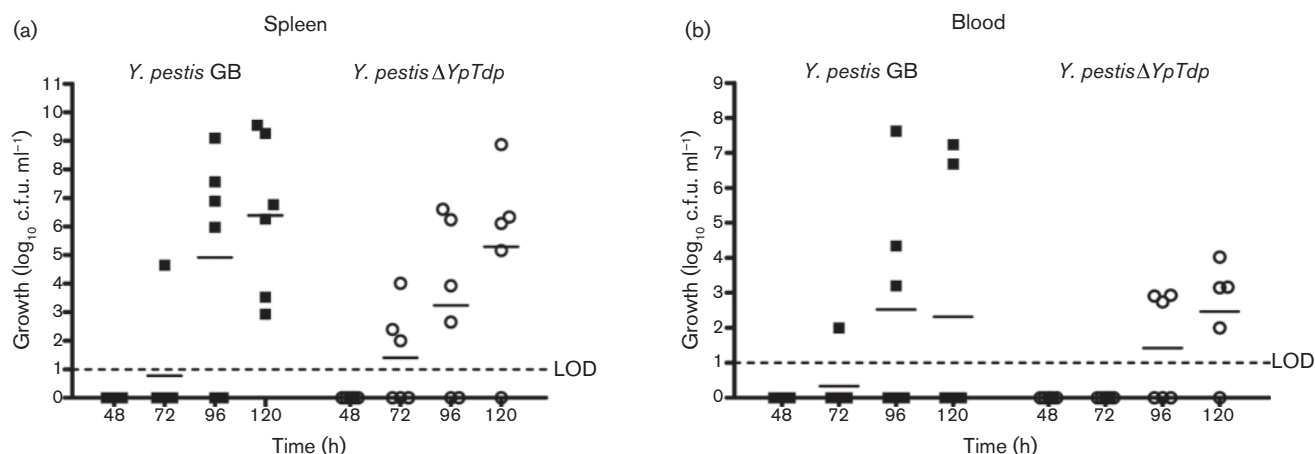 (a)
Spleen
Y. pestis GB
Y. pestis ΔYpTdp
Growth (log₁₀ c.f.u. ml⁻¹)
11
10
9
8
7
6
5
4
3
2
1
0
LOD
48 72 96 120 48 72 96 120
Time (h)
(b)
Blood
Y. pestis GB
Y. pestis ΔYpTdp
Growth (log₁₀ c.f.u. ml⁻¹)
9
8
7
6
5
4
3
2
1
0
LOD
48 72 96 120 48 72 96 120
Time (h)